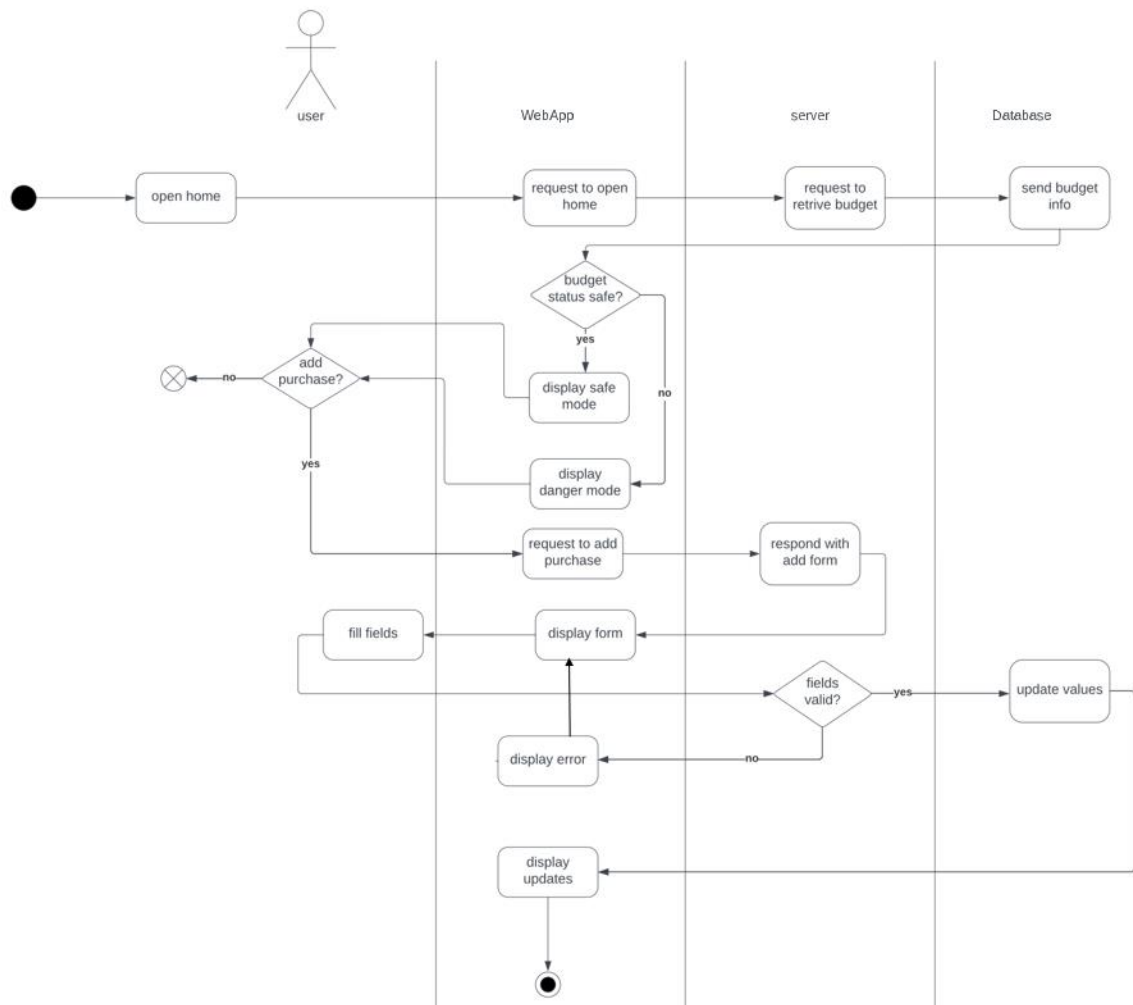 user
WebApp
server
Database
open home
request to open
home
request to
retrive budget
send budget
info
budget
status safe?
yes
no
add
purchase?
no
yes
display safe
mode
display
danger mode
request to add
purchase
respond with
add form
fill fields
display form
fields
valid?
yes
update values
no
display error
display
updates